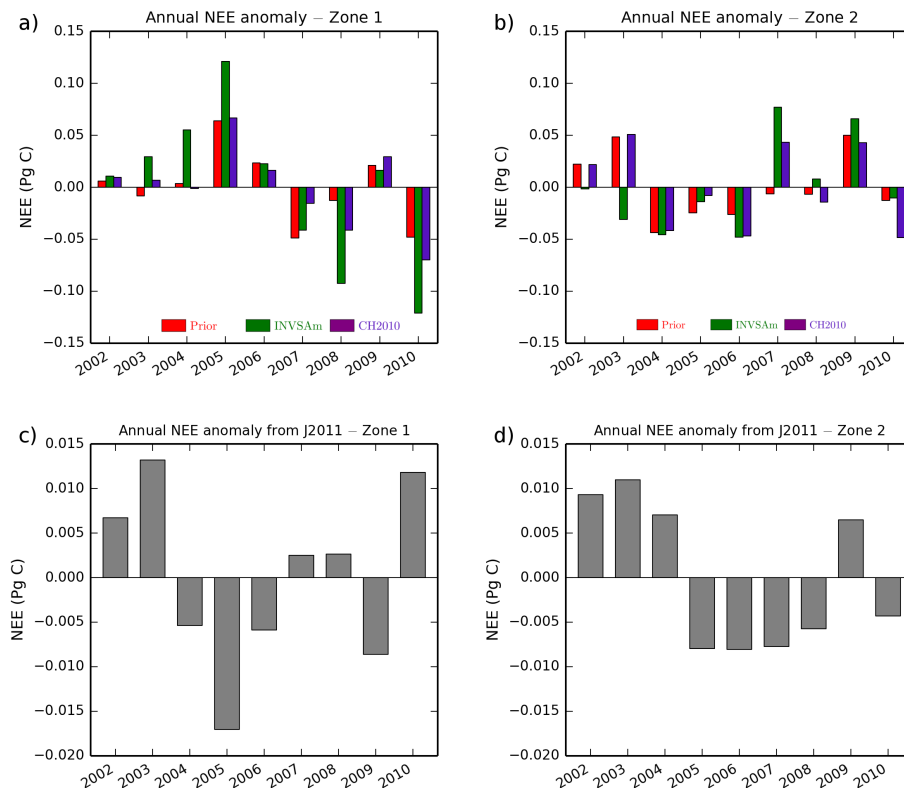 a)
Annual NEE anomaly − Zone 1
0.15
0.10
0.05
0.00
−0.05
−0.10
−0.15
NEE (Pg C)
Prior
INVSAm
CH2010
2002 2003 2004 2005 2006 2007 2008 2009 2010
b)
Annual NEE anomaly − Zone 2
0.15
0.10
0.05
0.00
−0.05
−0.10
−0.15
NEE (Pg C)
Prior
INVSAm
CH2010
2002 2003 2004 2005 2006 2007 2008 2009 2010
c)
Annual NEE anomaly from J2011 − Zone 1
0.015
0.010
0.005
0.000
−0.005
−0.010
−0.015
−0.020
NEE (Pg C)
2002 2003 2004 2005 2006 2007 2008 2009 2010
d)
Annual NEE anomaly from J2011 − Zone 2
0.015
0.010
0.005
0.000
−0.005
−0.010
−0.015
−0.020
NEE (Pg C)
2002 2003 2004 2005 2006 2007 2008 2009 2010